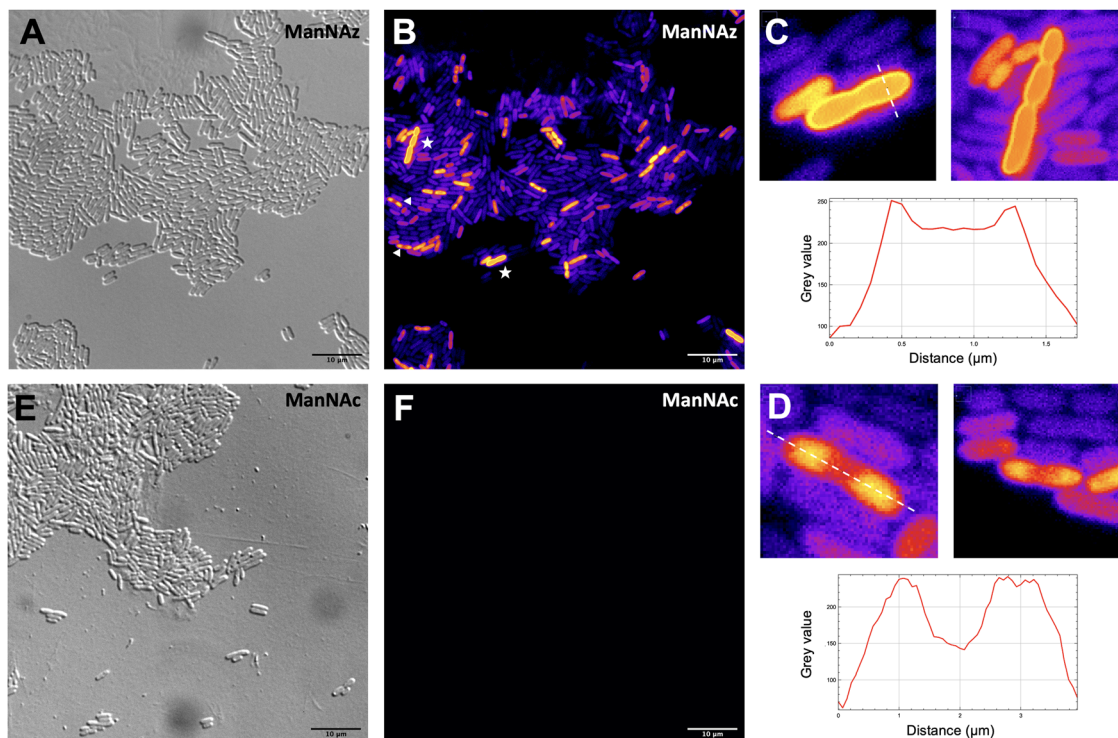 A
ManNAz
10 µm
B
ManNAz
10 µm
C
Grey value
250
200
150
100
0.0
0.5
1.0
1.5
Distance (µm)
E
ManNAc
10 µm
F
ManNAc
10 µm
D
Grey value
200
150
100
0
1
2
3
Distance (µm)